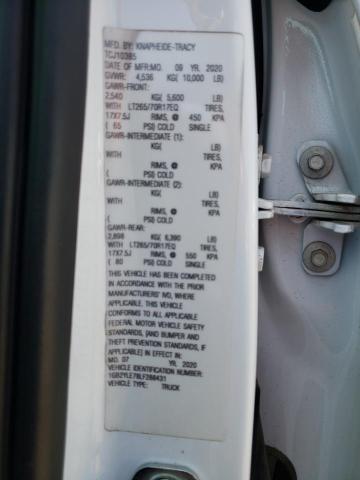 MFG. BY: KNAPHEIDE-TRACY
TCJ10385
DATE OF MFR:MO. 09 YR. 2020
GVWR: 4,536 KG( 10,000 LB)
GAWR-FRONT:
2,540 KG( 5,600 LB)
WITH LT265/70R17EQ TIRES,
17X7.5J RIMS, @ 450 KPA
( 65 PSI) COLD SINGLE
GAWR-INTERMEDIATE (1):
KG( LB)
WITH TIRES,
RIMS, @ KPA
( PSI) COLD
GAWR-INTERMEDIATE (2):
KG( LB)
WITH TIRES,
RIMS, @ KPA
( PSI) COLD
GAWR-REAR:
2,898 KG( 6,390 LB)
WITH LT265/70R17EQ TIRES,
17X7.5J RIMS, @ 550 KPA
( 80 PSI) COLD SINGLE
THIS VEHICLE HAS BEEN COMPLETED
IN ACCORDANCE WITH THE PRIOR
MANUFACTURERS' IVD, WHERE
APPLICABLE. THIS VEHICLE
CONFORMS TO ALL APPLICABLE
FEDERAL MOTOR VEHICLE SAFETY
STANDARDS, [AND BUMPER AND
THEFT PREVENTION STANDARDS, IF
APPLICABLE] IN EFFECT IN:
MO. 07 YR. 2020
VEHICLE IDENTIFICATION NUMBER:
1GB2YLE78LF288431
VEHICLE TYPE: TRUCK